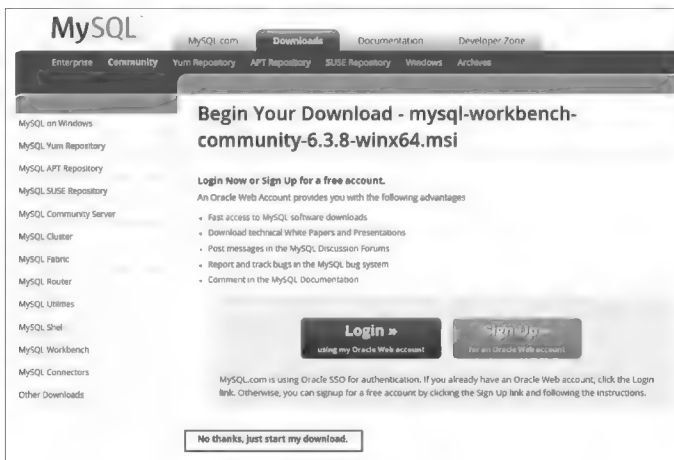 MySQL
MySQL.com Downloads Documentation Developer Zone
Enterprise Community Yum Repository APT Repository SUSE Repository Windows Archives
MySQL on Windows
MySQL Yum Repository
MySQL APT Repository
MySQL SUSE Repository
MySQL Community Server
MySQL Cluster
MySQL Fabric
MySQL Router
MySQL Utilities
MySQL Shell
MySQL Workbench
MySQL Connectors
Other Downloads
Begin Your Download - mysql-workbench-
community-6.3.8-winx64.msi
Login Now or Sign Up for a free account.
An Oracle Web Account provides you with the following advantages
• Fast access to MySQL software downloads
• Download technical White Papers and Presentations
• Post messages in the MySQL Discussion Forums
• Report and track bugs in the MySQL bug system
• Comment in the MySQL Documentation
Login »
using my Oracle Web account
Sign Up »
for an Oracle Web account
MySQL.com is using Oracle SSO for authentication. If you already have an Oracle Web account, click the Login
link. Otherwise, you can signup for a free account by clicking the Sign Up link and following the instructions.
No thanks, just start my download.